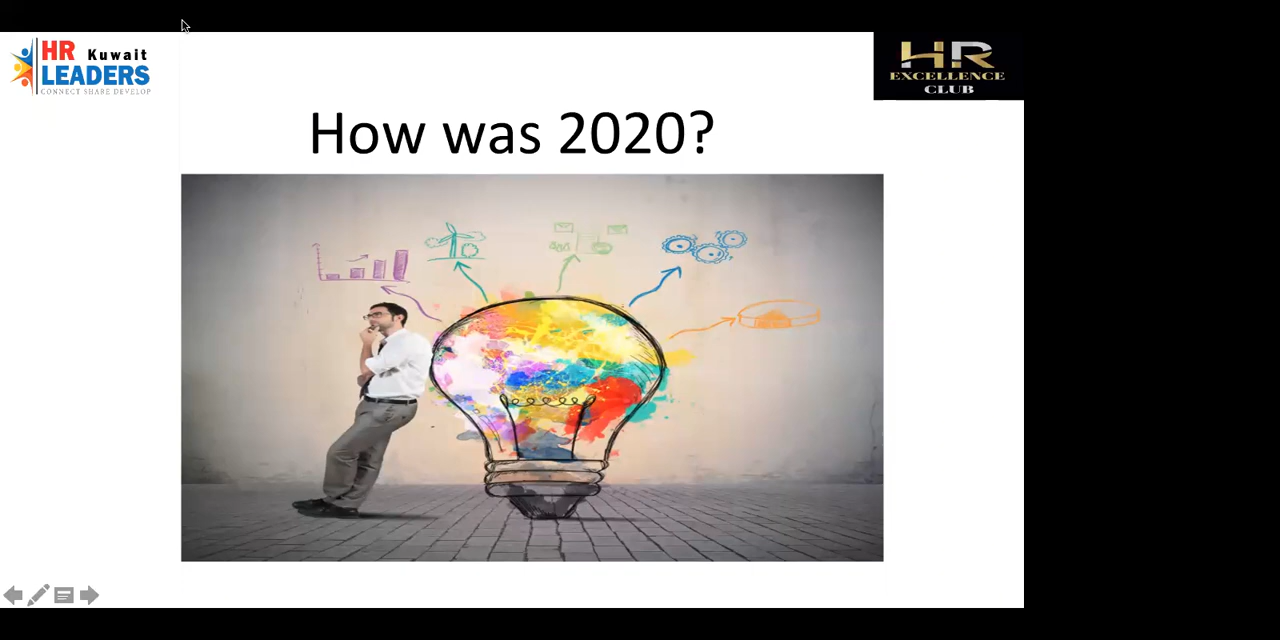 HR Kuwait
LEADERS
CONNECT SHARE DEVELOP
HR
EXCELLENCE
CLUB
How was 2020?